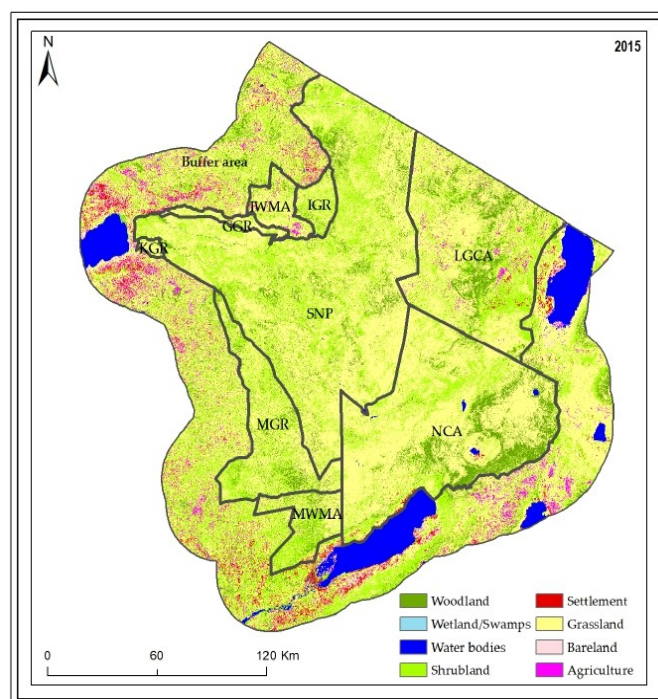 2015
N
Buffer area
IWMA
IGR
GGR
KGR
LGCA
SNP
MGR
NCA
MWMA
Woodland
Settlement
Wetland/Swamps
Grassland
Water bodies
Bareland
Shrubland
Agriculture
0 60 120 Km